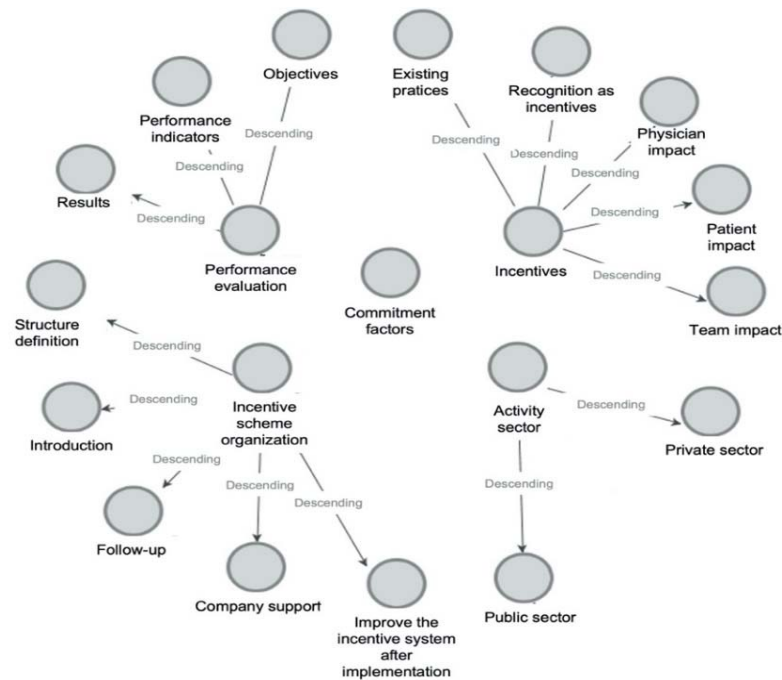 Objectives
Existing
pratices
Recognition as
incentives
Performance
indicators
Physician
impact
Descending
Descending
Descending
Descending
Descending
Results
Descending
Descending
Patient
impact
Performance
evaluation
Incentives
Descending
Team impact
Commitment
factors
Structure
definition
Descending
Incentive
scheme
organization
Activity
sector
Descending
Descending
Introduction
Private sector
Descending
Descending
Descending
Descending
Follow-up
Company support
Public sector
Improve the
incentive system
after
implementation